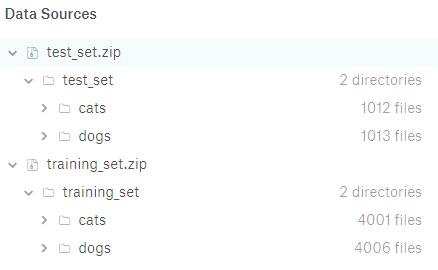 Data Sources
test_set.zip
test_set 2 directories
cats 1012 files
dogs 1013 files
training_set.zip
training_set 2 directories
cats 4001 files
dogs 4006 files